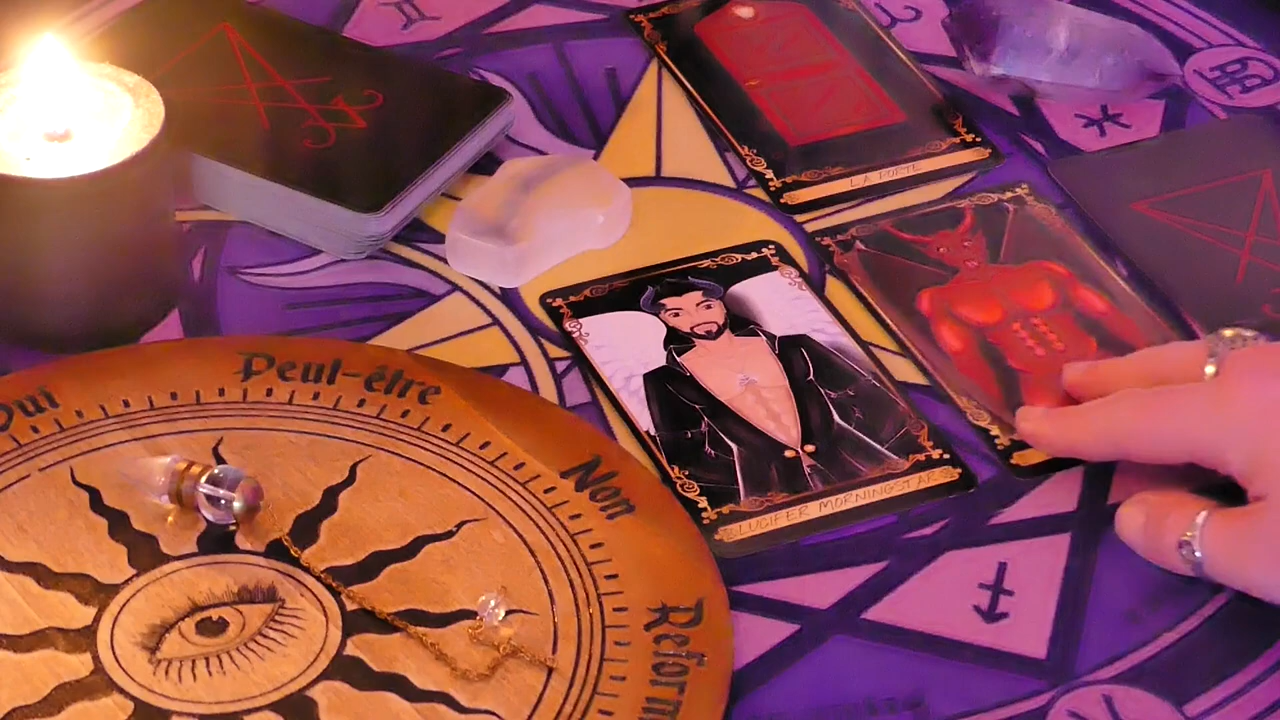 LA PORTE
LUCIFER MORNINGSTAR
Oui
Peut-être
Non
Reform